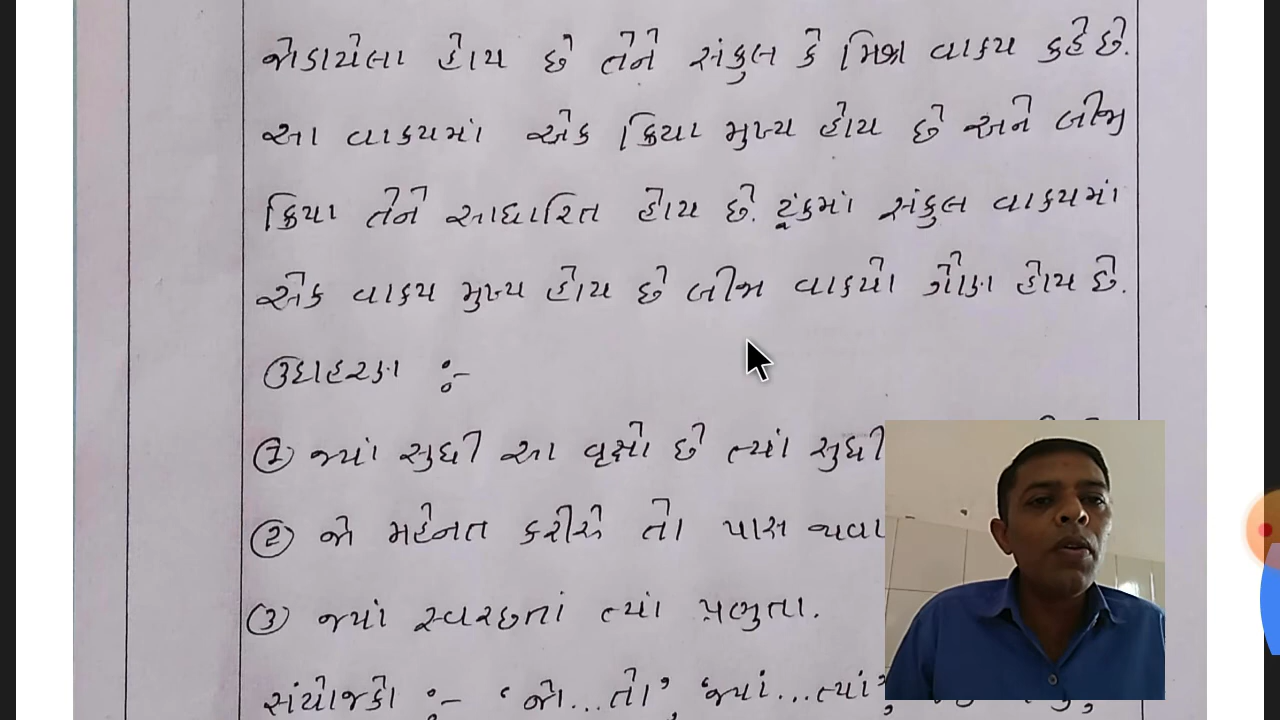 જોડાયેલા હોય છે તેને સંકુલ કે મિશ્ર વાક્ય કહે છે.
આ વાક્યમાં એક ક્રિયા મુખ્ય હોય છે અને બીજી
ક્રિયા તેને આધારિત હોય છે. ટૂંકમાં સંકુલ વાક્યમાં
એક વાક્ય મુખ્ય હોય છે બીજા વાક્યો ગૌણ હોય છે.
ઉદાહરણ :-
① જ્યાં સુધી આ વૃક્ષો છે ત્યાં સુધી
② જો મહેનત કરીએ તો પાસ થવા
③ જ્યાં સ્વચ્છતા ત્યાં પ્રભુતા.
સંયોજકો :- 'જો...તો', 'જ્યાં...ત્યાં',